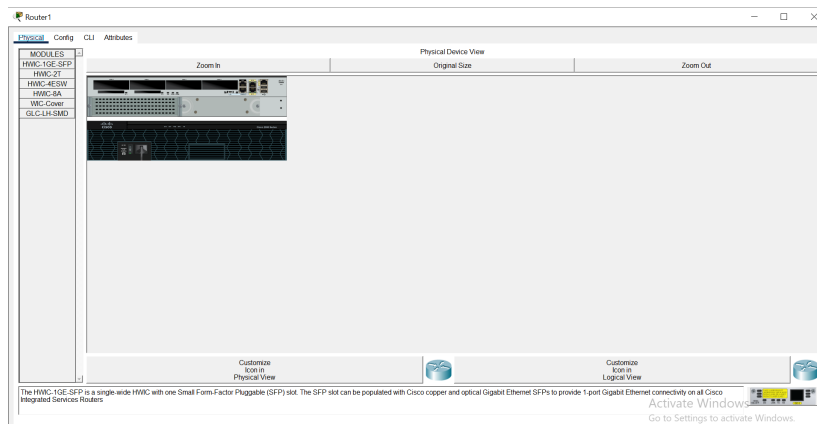 Router1
Physical Config CLI Attributes
MODULES
HWIC-1GE-SFP
HWIC-2T
HWIC-4ESW
HWIC-8A
WIC-Cover
GLC-LH-SMD
Physical Device View
Zoom In Original Size Zoom Out
CISCO
Customize
Icon in
Physical View
Customize
Icon in
Logical View
The HWIC-1GE-SFP is a single-wide HWIC with one Small Form-Factor Pluggable (SFP) slot. The SFP slot can be populated with Cisco copper and optical Gigabit Ethernet SFPs to provide 1-port Gigabit Ethernet connectivity on all Cisco
Integrated Services Routers
Activate Windows
Go to Settings to activate Windows.